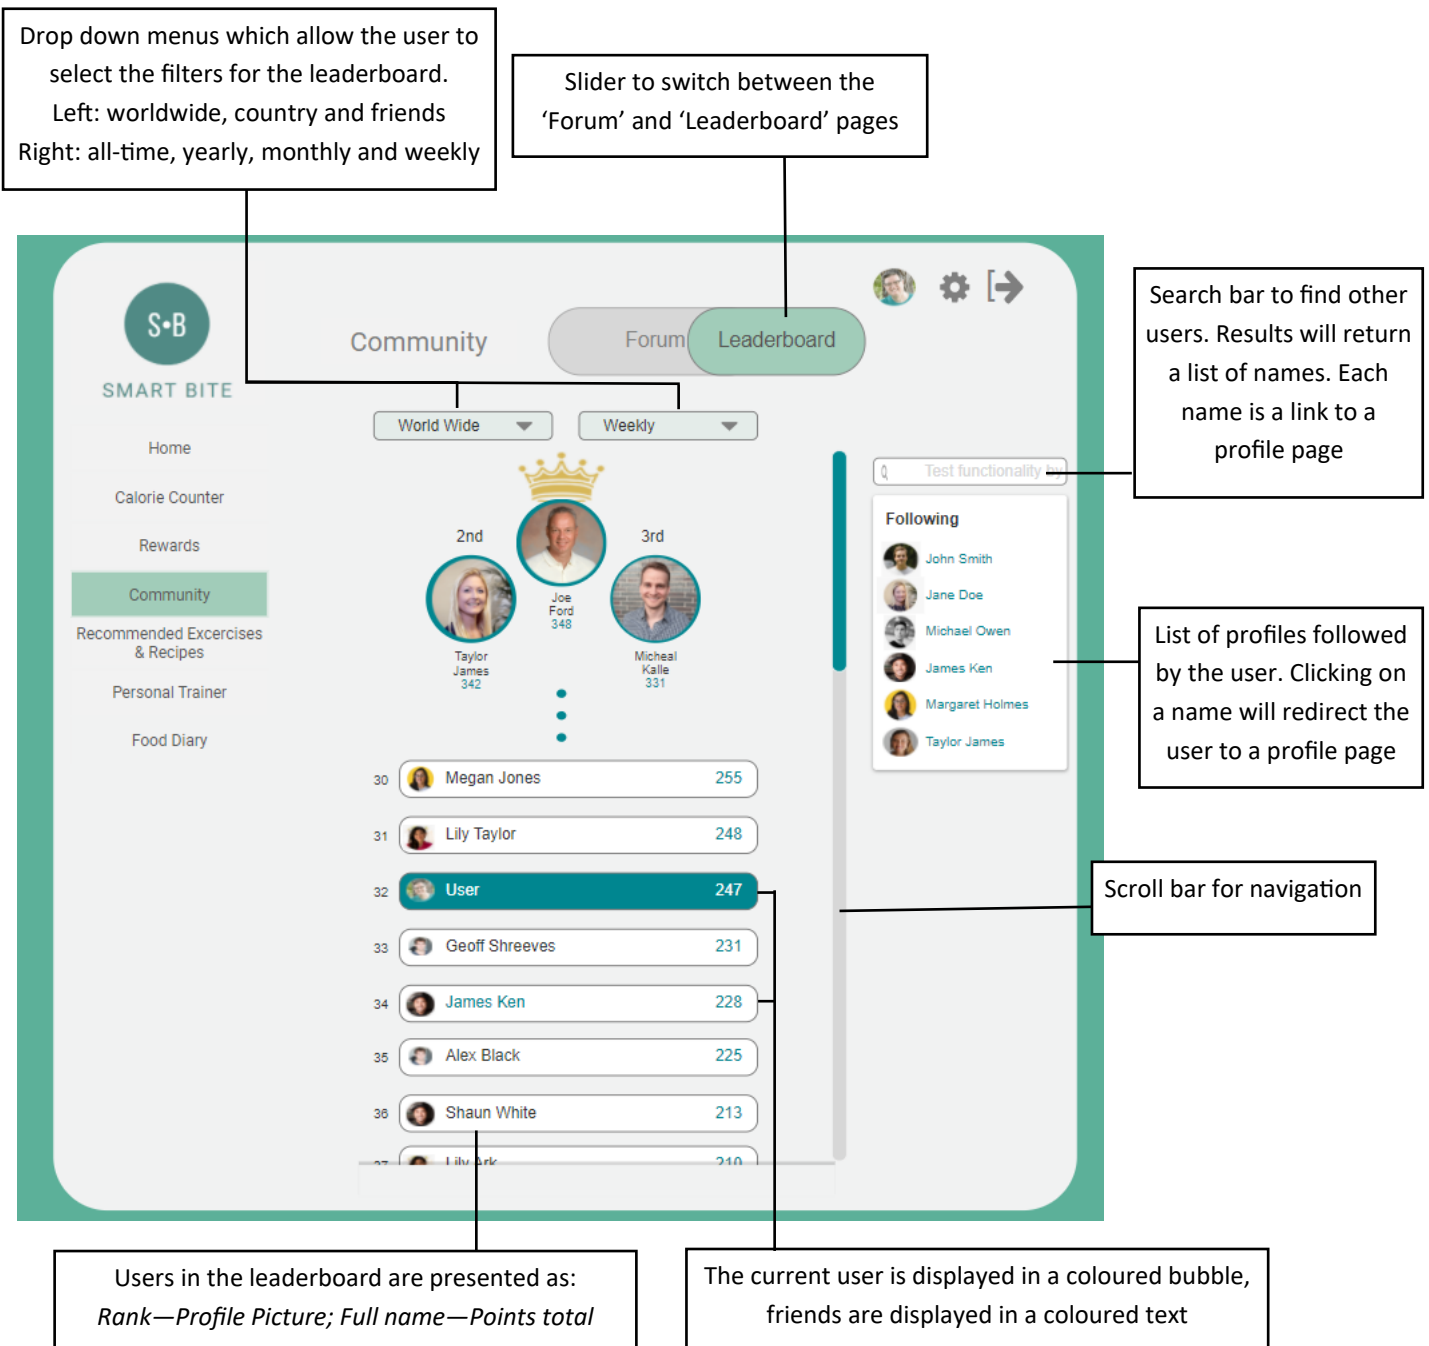 Drop down menus which allow the user to
select the filters for the leaderboard.
Left: worldwide, country and friends
Right: all-time, yearly, monthly and weekly
Slider to switch between the
‘Forum’ and ‘Leaderboard’ pages
S•B
SMART BITE
Community
Forum
Leaderboard
Search bar to find other
users. Results will return
a list of names. Each
name is a link to a
profile page
World Wide
Weekly
Home
Calorie Counter
Rewards
Community
Recommended Excercises
& Recipes
Personal Trainer
Food Diary
2nd
3rd
Joe
Ford
348
Taylor
James
342
Micheal
Kalle
331
Test functionality by
Following
John Smith
Jane Doe
Michael Owen
James Ken
Margaret Holmes
Taylor James
List of profiles followed
by the user. Clicking on
a name will redirect the
user to a profile page
30 Megan Jones 255
31 Lily Taylor 248
32 User 247
33 Geoff Shreeves 231
34 James Ken 228
35 Alex Black 225
36 Shaun White 213
37 Lily Ark 210
Scroll bar for navigation
Users in the leaderboard are presented as:
Rank—Profile Picture; Full name—Points total
The current user is displayed in a coloured bubble,
friends are displayed in a coloured text